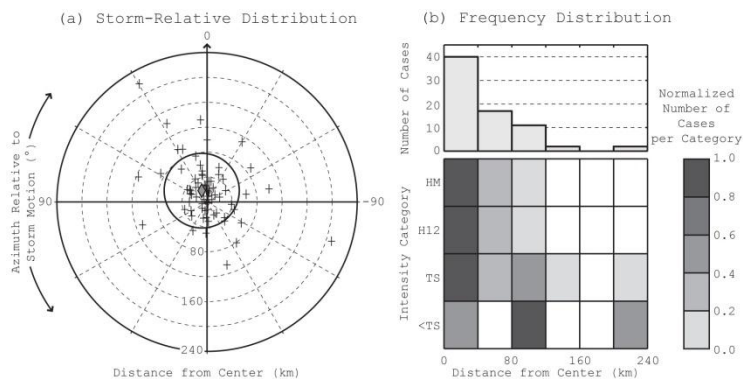 (a) Storm-Relative Distribution
0
Azimuth Relative to
Storm Motion (°)
90
-90
80
160
240
Distance from Center (km)
(b) Frequency Distribution
Number of Cases
40
30
20
10
0
Normalized
Number of
Cases
per Category
Intensity Category
HM
H12
TS
<TS
1.0
0.8
0.6
0.4
0.2
0.0
0
80
160
240
Distance from Center (km)